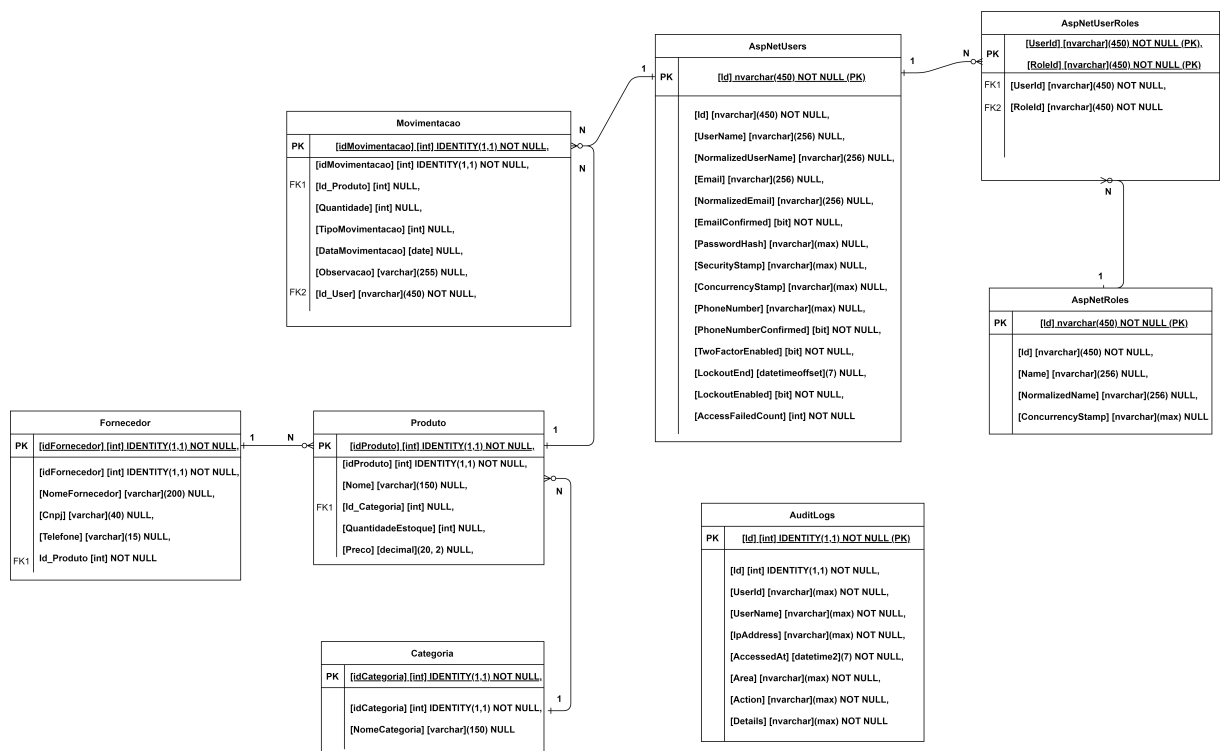 AspNetUserRoles
PK
[UserId] [nvarchar](450) NOT NULL (PK),
[RoleId] [nvarchar](450) NOT NULL (PK)
FK1 [UserId] [nvarchar](450) NOT NULL,
FK2 [RoleId] [nvarchar](450) NOT NULL
N
1
N
1
AspNetUsers
PK [Id] nvarchar(450) NOT NULL (PK)
[Id] [nvarchar](450) NOT NULL,
[UserName] [nvarchar](256) NULL,
[NormalizedUserName] [nvarchar](256) NULL,
[Email] [nvarchar](256) NULL,
[NormalizedEmail] [nvarchar](256) NULL,
[EmailConfirmed] [bit] NOT NULL,
[PasswordHash] [nvarchar](max) NULL,
[SecurityStamp] [nvarchar](max) NULL,
[ConcurrencyStamp] [nvarchar](max) NULL,
[PhoneNumber] [nvarchar](max) NULL,
[PhoneNumberConfirmed] [bit] NOT NULL,
[TwoFactorEnabled] [bit] NOT NULL,
[LockoutEnd] [datetimeoffset](7) NULL,
[LockoutEnabled] [bit] NOT NULL,
[AccessFailedCount] [int] NOT NULL
1
N
N
Movimentacao
PK [idMovimentacao] [int] IDENTITY(1,1) NOT NULL,
[idMovimentacao] [int] IDENTITY(1,1) NOT NULL,
FK1 [Id_Produto] [int] NULL,
[Quantidade] [int] NULL,
[TipoMovimentacao] [int] NULL,
[DataMovimentacao] [date] NULL,
[Observacao] [varchar](255) NULL,
FK2 [Id_User] [nvarchar](450) NOT NULL,
AspNetRoles
PK [Id] nvarchar(450) NOT NULL (PK)
[Id] [nvarchar](450) NOT NULL,
[Name] [nvarchar](256) NULL,
[NormalizedName] [nvarchar](256) NULL,
[ConcurrencyStamp] [nvarchar](max) NULL
Fornecedor
PK [idFornecedor] [int] IDENTITY(1,1) NOT NULL,
[idFornecedor] [int] IDENTITY(1,1) NOT NULL,
[NomeFornecedor] [varchar](200) NULL,
[Cnpj] [varchar](40) NULL,
[Telefone] [varchar](15) NULL,
FK1 Id_Produto [int] NOT NULL
1
N
Produto
PK [idProduto] [int] IDENTITY(1,1) NOT NULL,
[idProduto] [int] IDENTITY(1,1) NOT NULL,
[Nome] [varchar](150) NULL,
FK1 [Id_Categoria] [int] NULL,
[QuantidadeEstoque] [int] NULL,
[Preco] [decimal](20, 2) NULL,
1
N
AuditLogs
PK [Id] [int] IDENTITY(1,1) NOT NULL (PK)
[Id] [int] IDENTITY(1,1) NOT NULL,
[UserId] [nvarchar](max) NOT NULL,
[UserName] [nvarchar](max) NOT NULL,
[IpAddress] [nvarchar](max) NOT NULL,
[AccessedAt] [datetime2](7) NOT NULL,
[Area] [nvarchar](max) NOT NULL,
[Action] [nvarchar](max) NOT NULL,
[Details] [nvarchar](max) NOT NULL
Categoria
PK [idCategoria] [int] IDENTITY(1,1) NOT NULL,
[idCategoria] [int] IDENTITY(1,1) NOT NULL,
[NomeCategoria] [varchar](150) NULL
1